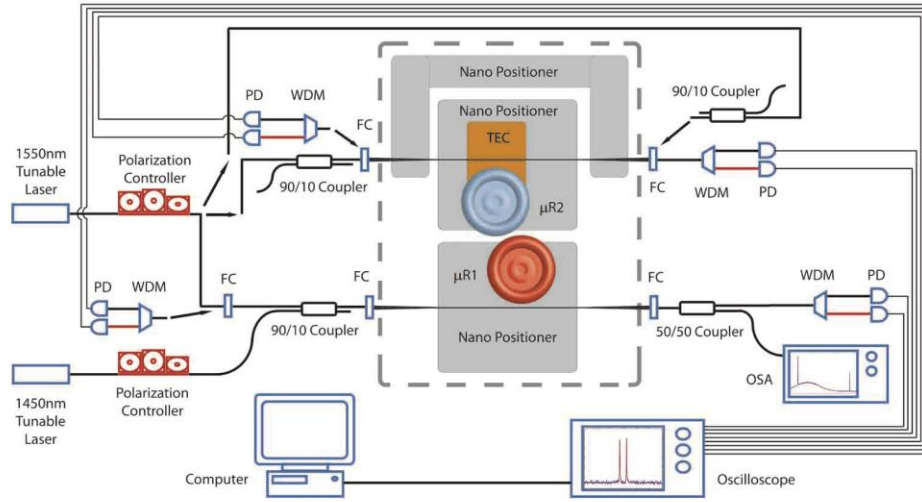 Nano Positioner
90/10 Coupler
PD
WDM
FC
Nano Positioner
TEC
1550nm
Tunable
Laser
Polarization
Controller
90/10 Coupler
FC
WDM
PD
μR2
μR1
PD
WDM
FC
FC
90/10 Coupler
Nano Positioner
FC
50/50 Coupler
WDM
PD
OSA
1450nm
Tunable
Laser
Polarization
Controller
Computer
Oscilloscope